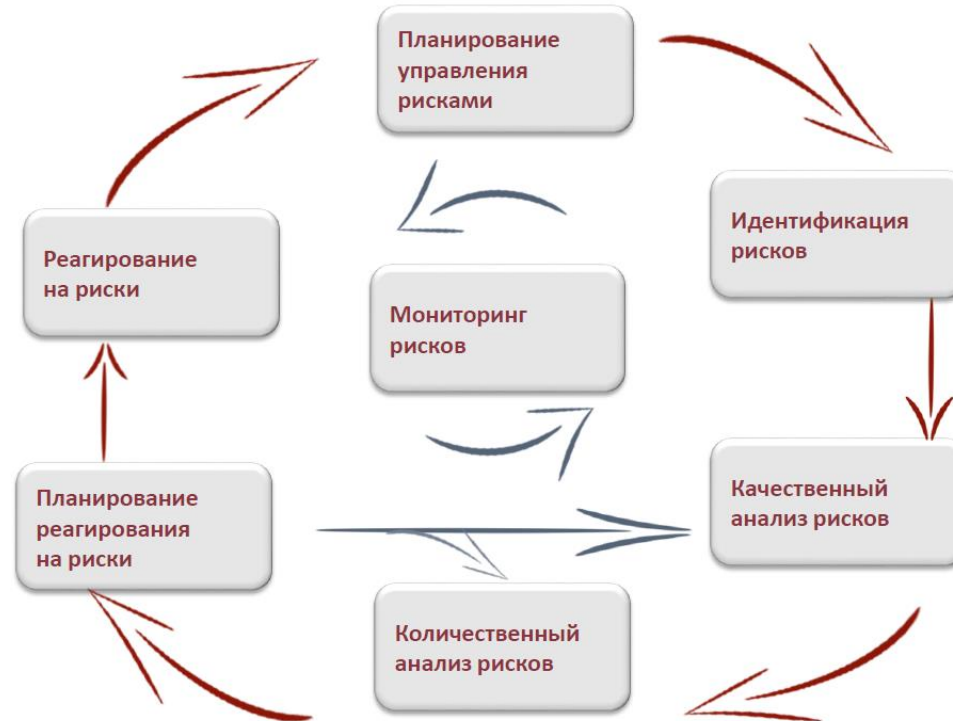 Планирование
управления
рисками
Идентификация
рисков
Реагирование
на риски
Мониторинг
рисков
Качественный
анализ рисков
Планирование
реагирования
на риски
Количественный
анализ рисков